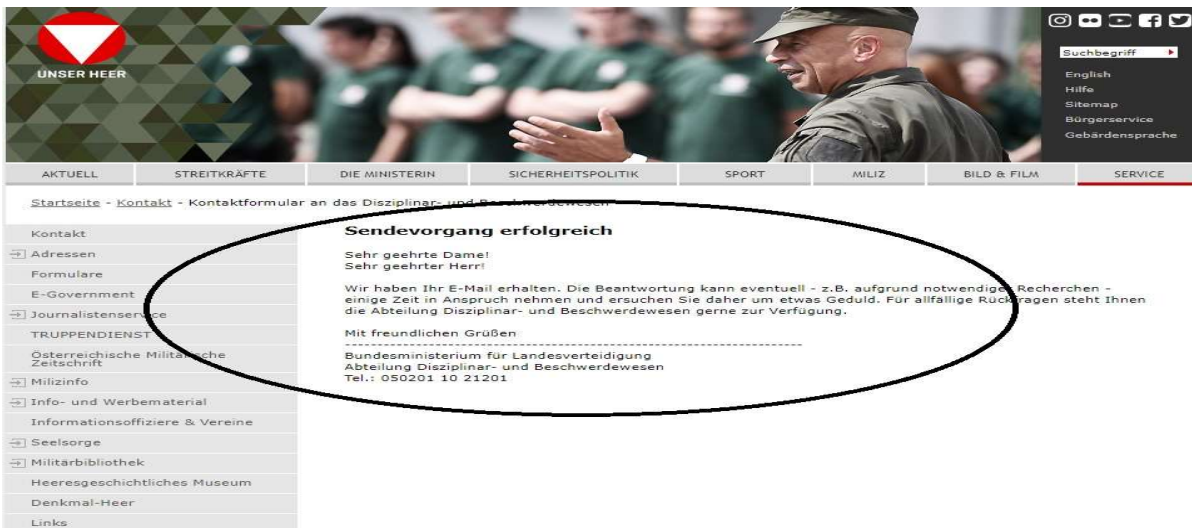 UNSER HEER
Suchbegriff
English
Hilfe
Sitemap
Bürgerservice
Gebärdensprache
AKTUELL STREITKRÄFTE DIE MINISTERIN SICHERHEITSPOLITIK SPORT MILIZ BILD & FILM SERVICE
Startseite - Kontakt - Kontaktformular an das Disziplinar- und Beschwerdewesen
Kontakt
Adressen
Formulare
E-Government
Journalistenservice
TRUPPENDIENST
Österreichische Militärische
Zeitschrift
Milizinfo
Info- und Werbematerial
Informationsoffiziere & Vereine
Seelsorge
Militärbibliothek
Heeresgeschichtliches Museum
Denkmal-Heer
Links
Sendevorgang erfolgreich
Sehr geehrte Dame!
Sehr geehrter Herr!
Wir haben Ihr E-Mail erhalten. Die Beantwortung kann eventuell - z.B. aufgrund notwendiger Recherchen -
einige Zeit in Anspruch nehmen und ersuchen Sie daher um etwas Geduld. Für allfällige Rückfragen steht Ihnen
die Abteilung Disziplinar- und Beschwerdewesen gerne zur Verfügung.
Mit freundlichen Grüßen
Bundesministerium für Landesverteidigung
Abteilung Disziplinar- und Beschwerdewesen
Tel.: 050201 10 21201